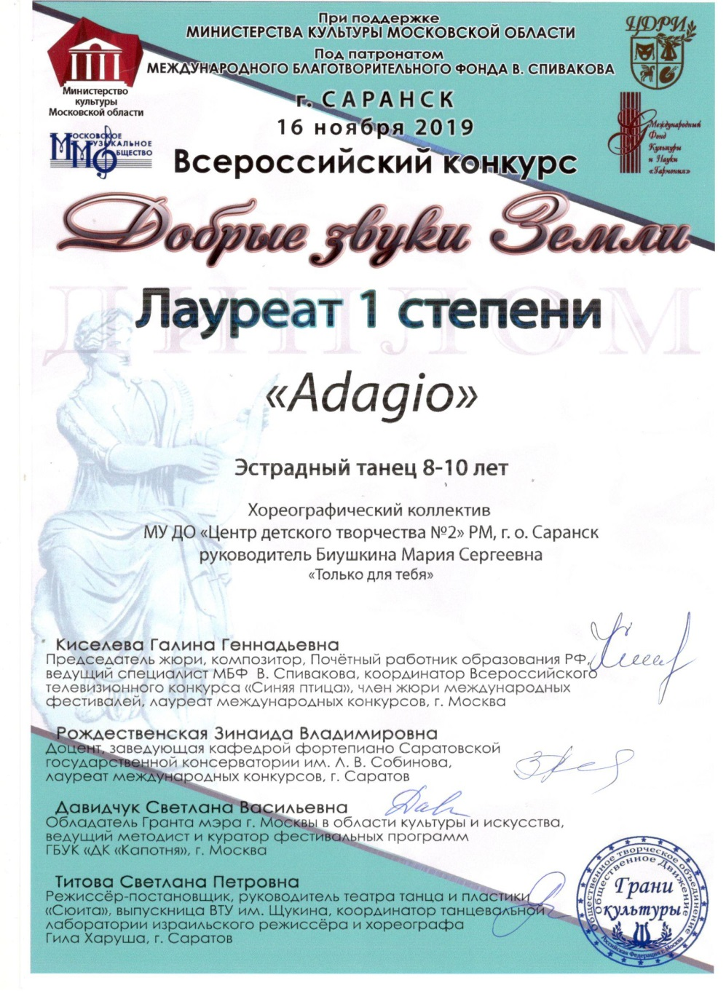 При поддержке
МИНИСТЕРСТВА КУЛЬТУРЫ МОСКОВСКОЙ ОБЛАСТИ
Под патронатом
МЕЖДУНАРОДНОГО БЛАГОТВОРИТЕЛЬНОГО ФОНДА В. СПИВАКОВА
ЦДРИ
Министерство
культуры
Московской области
г. САРАНСК
16 ноября 2019
МОСКОВСКОЕ
МУЗЫКАЛЬНОЕ
ОБЩЕСТВО
Международный
Фонд
Культуры
и Науки
«Гармония»
Всероссийский конкурс
Добрые звуки Земли
ДИПЛОМ
Лауреат 1 степени
«Adagio»
Эстрадный танец 8-10 лет
Хореографический коллектив
МУ ДО «Центр детского творчества №2» РМ, г. о. Саранск
руководитель Биушкина Мария Сергеевна
«Только для тебя»
Киселева Галина Геннадьевна
Председатель жюри, композитор, Почётный работник образования РФ,
ведущий специалист МБФ В. Спивакова, координатор Всероссийского
телевизионного конкурса «Синяя птица», член жюри международных
фестивалей, лауреат международных конкурсов, г. Москва
Рождественская Зинаида Владимировна
Доцент, заведующая кафедрой фортепиано Саратовской
государственной консерватории им. Л. В. Собинова,
лауреат международных конкурсов, г. Саратов
Давидчук Светлана Васильевна
Обладатель Гранта мэра г. Москвы в области культуры и искусства,
ведущий методист и куратор фестивальных программ
ГБУК «ДК «Капотня», г. Москва
Титова Светлана Петровна
Режиссёр-постановщик, руководитель театра танца и пластики
«Сюита», выпускница ВТУ им. Щукина, координатор танцевальной
лаборатории израильского режиссёра и хореографа
Гила Харуша, г. Саратов
Общественное творческое объединение
Общественное Движение
Грани
культуры
Российская Федерация г. Москва